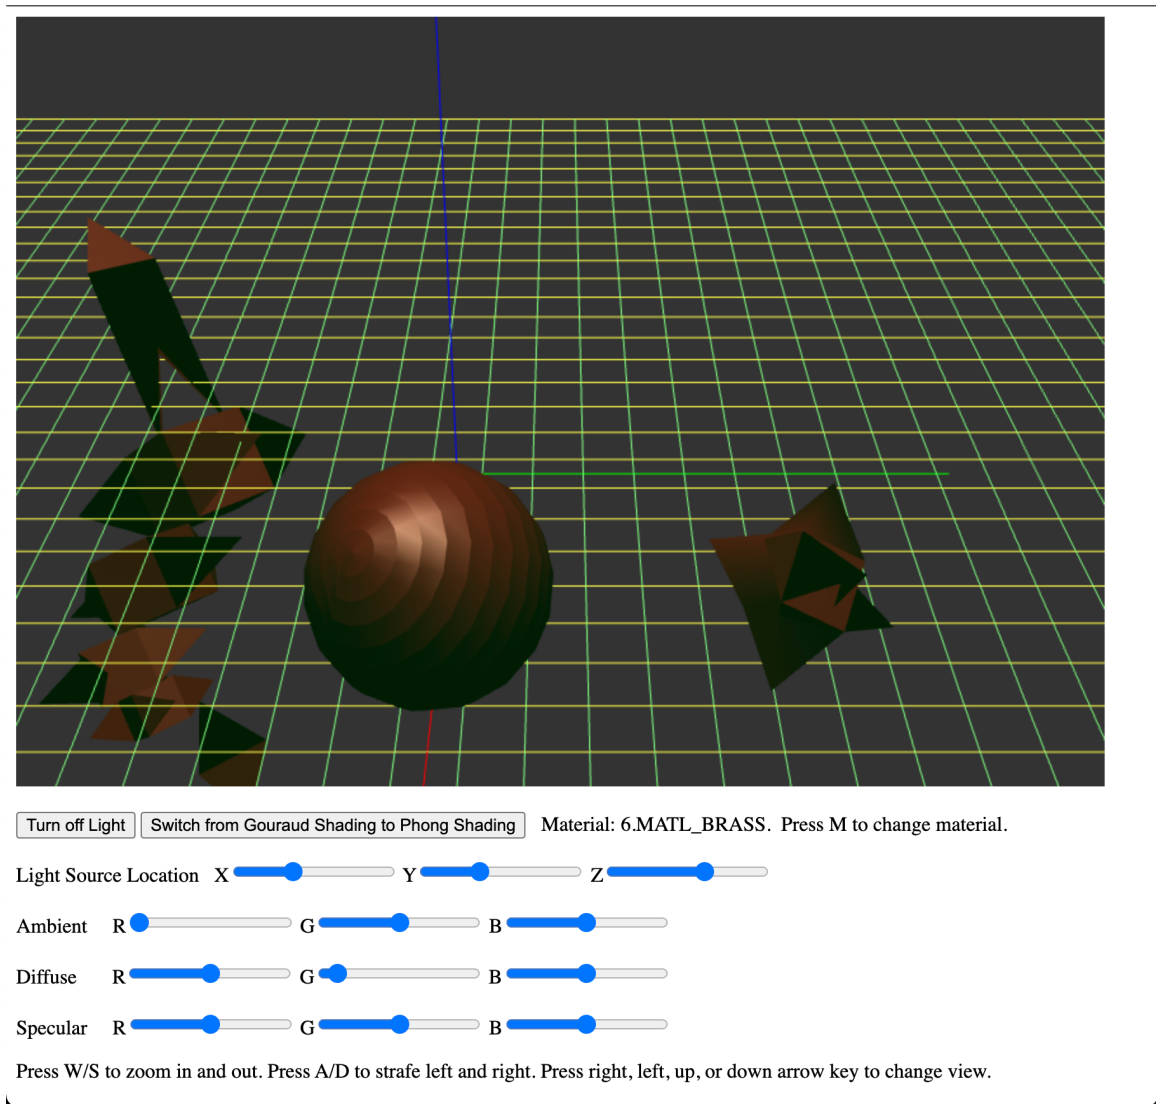 Turn off Light Switch from Gouraud Shading to Phong Shading Material: 6.MATL_BRASS. Press M to change material.
Light Source Location X Y Z
Ambient R G B
Diffuse R G B
Specular R G B
Press W/S to zoom in and out. Press A/D to strafe left and right. Press right, left, up, or down arrow key to change view.